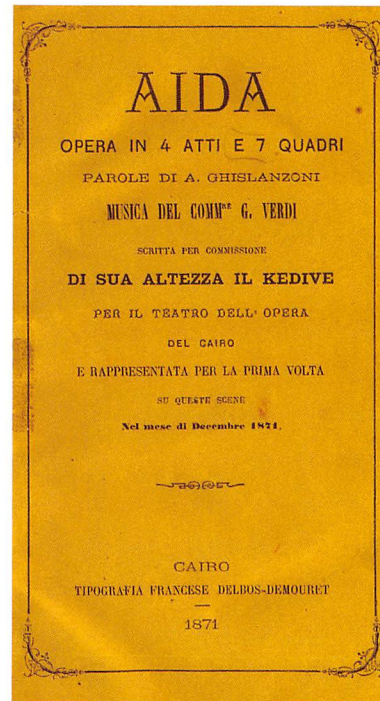 AIDA
OPERA IN 4 ATTI E 7 QUADRI
PAROLE DI A. GHISLANZONI
MUSICA DEL COMMRE G. VERDI
SCRITTA PER COMMISSIONE
DI SUA ALTEZZA IL KEDIVE
PER IL TEATRO DELL' OPERA
DEL CAIRO
E RAPPRESENTATA PER LA PRIMA VOLTA
SU QUESTE SCENE
Nel mese di Decembre 1871.
CAIRO
TIPOGRAFIA FRANCESE DELBOS-DEMOURET
1871